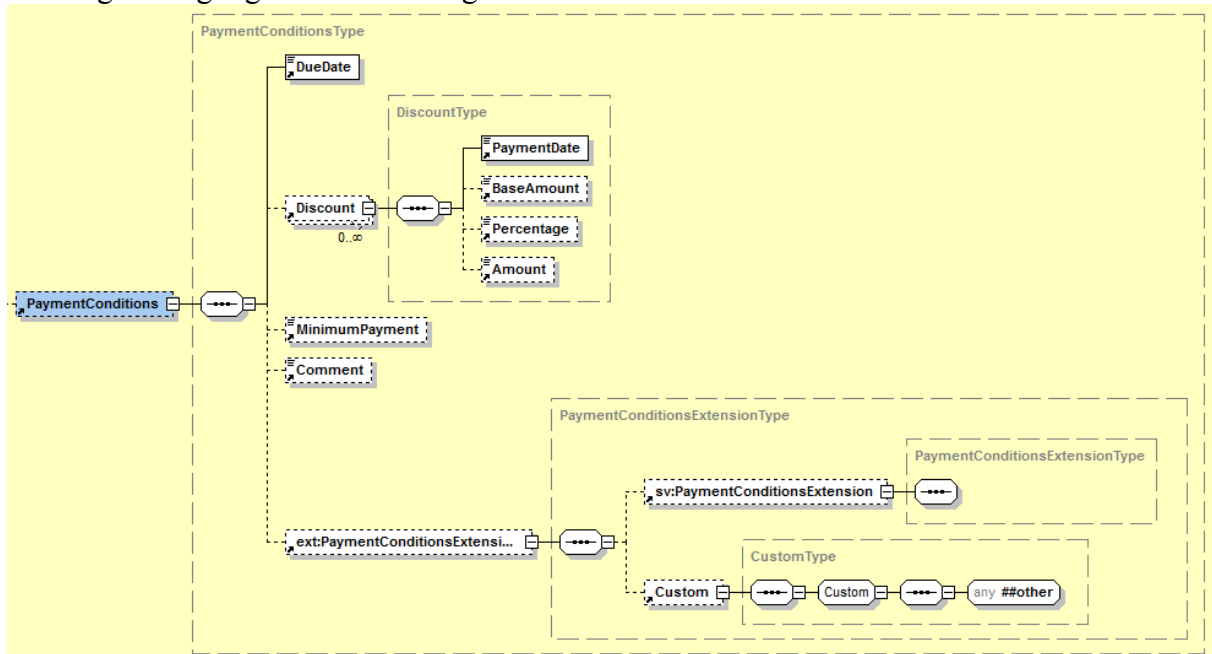 PaymentConditionsType
DueDate
DiscountType
PaymentDate
BaseAmount
Discount
Percentage
0..∞
Amount
PaymentConditions
MinimumPayment
Comment
PaymentConditionsExtensionType
PaymentConditionsExtensionType
sv:PaymentConditionsExtension
ext:PaymentConditionsExtensi...
CustomType
Custom
Custom
any ##other